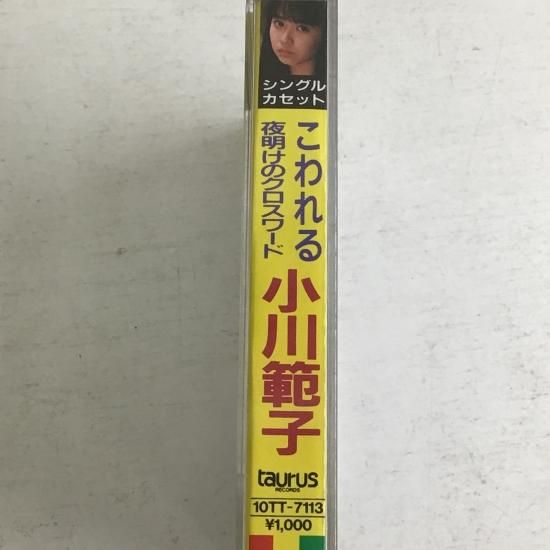 シングル
カセット
こわれる
夜明けのクロスワード
小川範子
taurus
RECORDS
10TT-7113
¥1,000